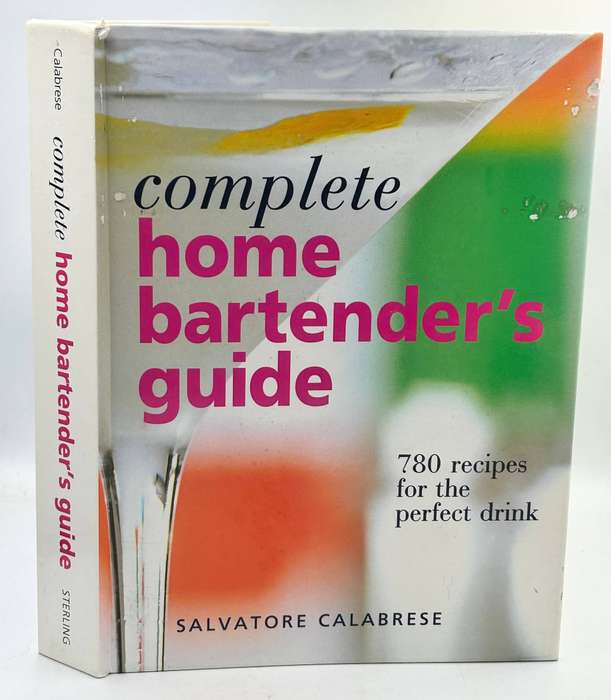 Calabrese
complete home bartender's guide
STERLING
complete
home
bartender's
guide
780 recipes
for the
perfect drink
SALVATORE CALABRESE